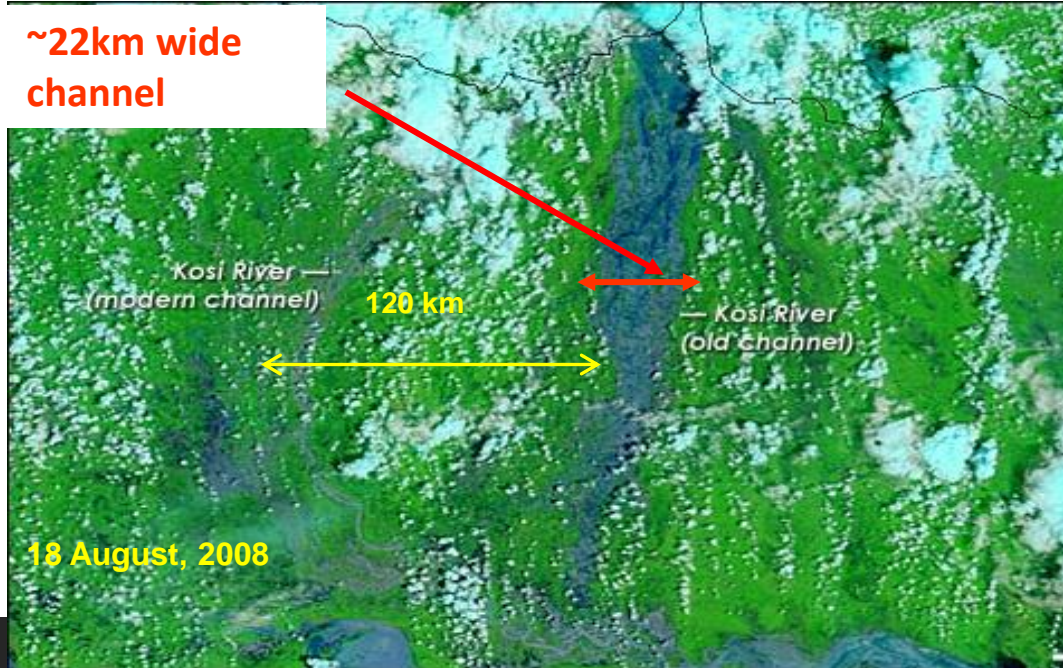 ~22km wide
channel
Kosi River —
(modern channel)
120 km
— Kosi River
(old channel)
18 August, 2008